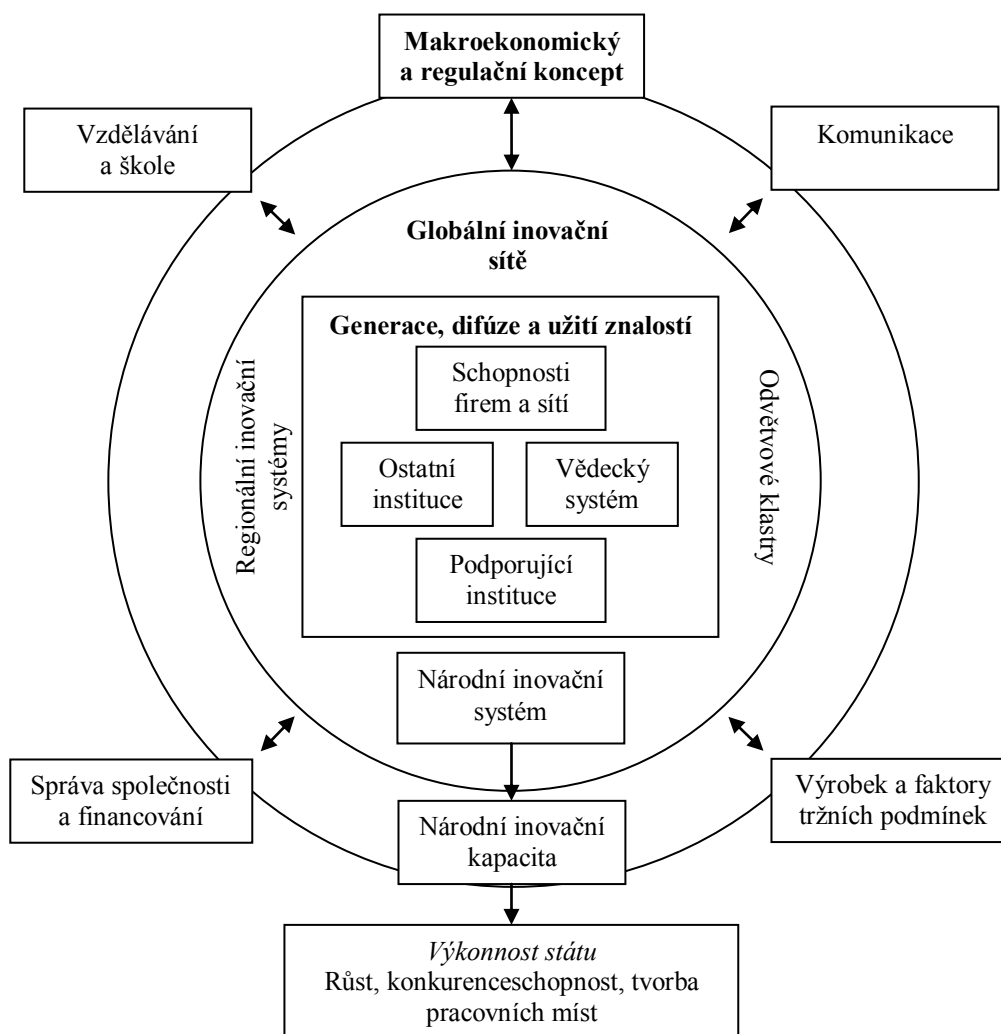 Makroekonomický
a regulační koncept
Vzdělávání
a škole
Komunikace
Globální inovační
sítě
Generace, difúze a užití znalostí
Schopnosti
firem a sítí
Regionální inovační
systémy
Odvětvové klastry
Ostatní
instituce
Vědecký
systém
Podporující
instituce
Národní inovační
systém
Správa společnosti
a financování
Výrobek a faktory
tržních podmínek
Národní inovační
kapacita
Výkonnost státu
Růst, konkurenceschopnost, tvorba
pracovních míst